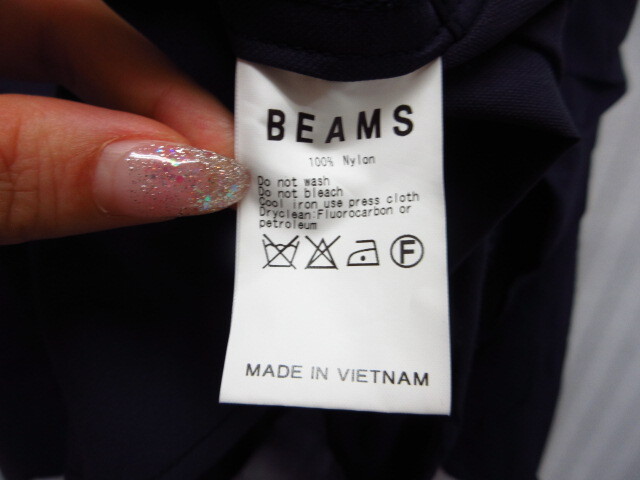 BEAMS
100% Nylon
Do not wash
Do not bleach
Cool iron use press cloth
Dryclean:Fluorocarbon or
petroleum
F
MADE IN VIETNAM